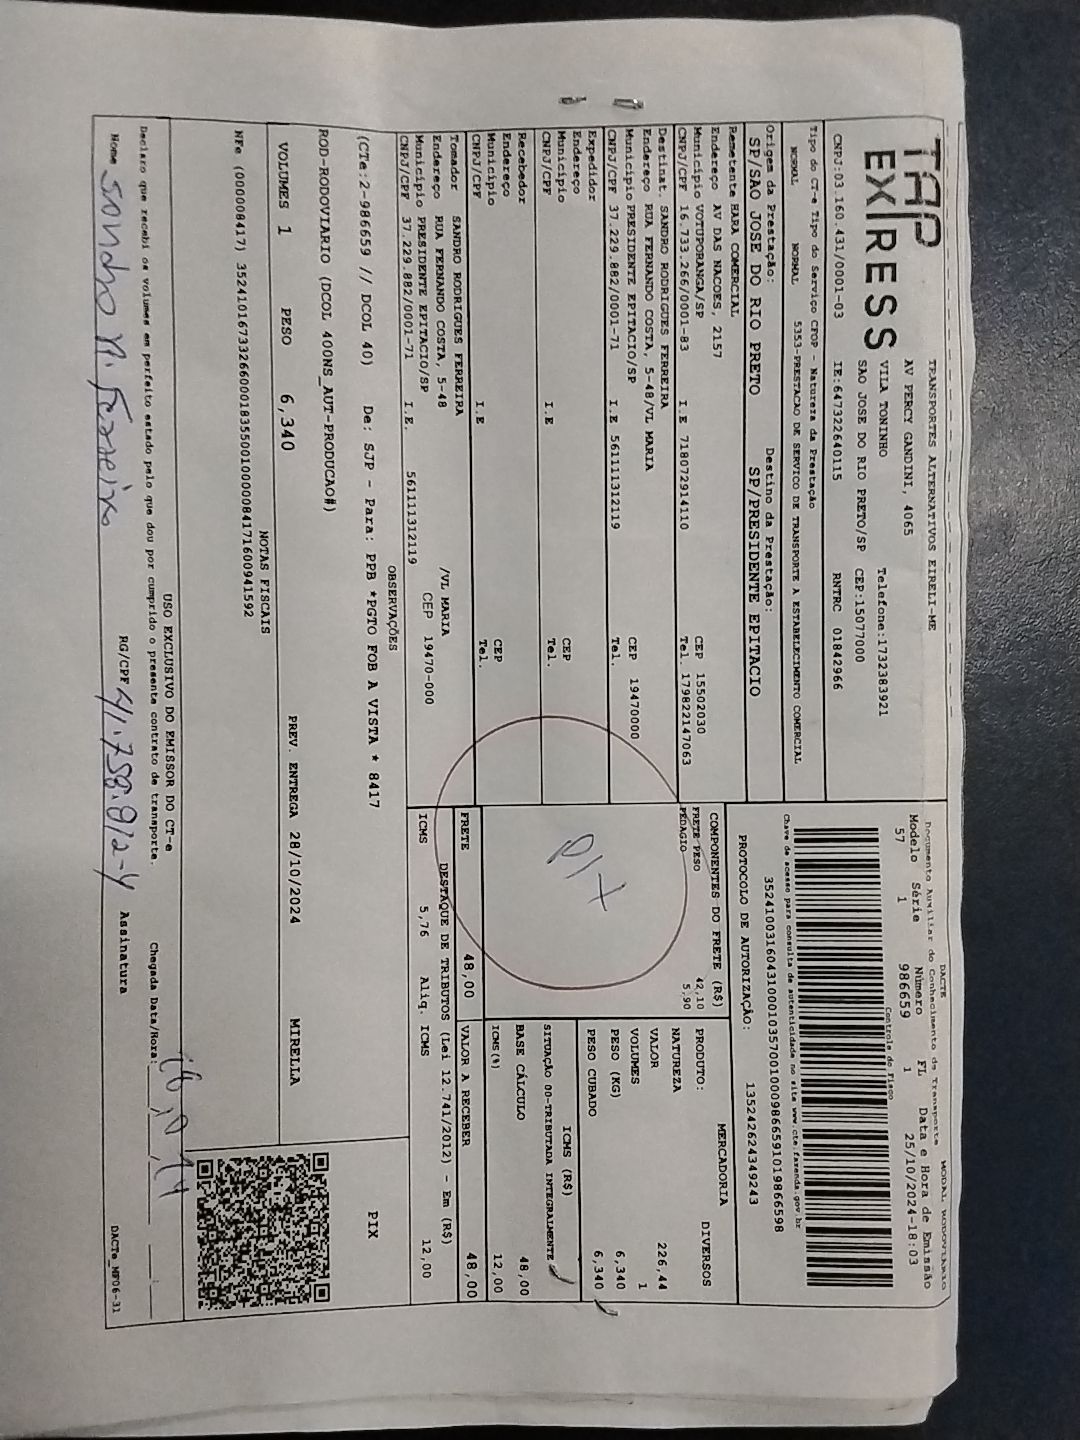 TAP
EXPRESS
TRANSPORTES ALTERNATIVOS EIRELI-ME
AV PERCY GANDINI, 4065
VILA TONINHO Telefone:1732383921
SAO JOSE DO RIO PRETO/SP CEP:15077000
CNPJ:03.160.431/0001-03 IE:647322640115 RNTRC 01842966
Tipo do CT-e Tipo do Serviço CFOP - Natureza da Prestação
NORMAL NORMAL 5353-PRESTACAO DE SERVICO DE TRANSPORTE A ESTABELECIMENTO COMERCIAL
Origem da Prestação: Destino da Prestação:
SP/SAO JOSE DO RIO PRETO SP/PRESIDENTE EPITACIO
Remetente HARA COMERCIAL
Endereço AV DAS NACOES, 2157
Município VOTUPORANGA/SP CEP 15502030
CNPJ/CPF 16.733.266/0001-83 I.E 718072914110 Tel. 179822147063
Destinat SANDRO RODRIGUES FERREIRA
Endereço RUA FERNANDO COSTA, 5-48/VL MARIA
Município PRESIDENTE EPITACIO/SP CEP 19470000
CNPJ/CPF 37.229.882/0001-71 I.E 561111312119 Tel.
Expedidor
Endereço
Município CEP
CNPJ/CPF I.E Tel.
Recebedor
Endereço
Município CEP
CNPJ/CPF I.E Tel.
Tomador SANDRO RODRIGUES FERREIRA
Endereço RUA FERNANDO COSTA, 5-48 /VL MARIA
Município PRESIDENTE EPITACIO/SP CEP 19470-000
CNPJ/CPF 37.229.882/0001-71 I.E. 561111312119
DACTE MODAL RODOVIARIO
Documento Auxiliar do Conhecimento de Transporte
Modelo Série Número FL Data e Hora de Emissão
57 1 986659 1 25/10/2024-18:03
Controle do Fisco
Chave de acesso para consulta de autenticidade no site www.cte.fazenda.gov.br
35241003160431000103570010009866591019866598
PROTOCOLO DE AUTORIZAÇÃO: 135242624349243
COMPONENTES DO FRETE (R$)
FRETE PESO 42,10
PEDAGIO 5,90
PIX
FRETE 48,00
MERCADORIA
PRODUTO: DIVERSOS
NATUREZA
VALOR 226,44
VOLUMES 1
PESO (KG) 6,340
PESO CUBADO 6,340
ICMS (R$)
SITUAÇÃO 00-TRIBUTADA INTEGRALMENTE
BASE CÁLCULO 48,00
ICMS(%) 12,00
VALOR A RECEBER 48,00
DESTAQUE DE TRIBUTOS (Lei 12.741/2012) - Em (R$)
ICMS 5,76 Aliq. ICMS 12,00
OBSERVAÇÕES
(CTe:2-986659 // DCOL 40) De: SJP - Para: PPB *PGTO FOB A VISTA * 8417
PIX
ROD-RODOVIARIO (DCOL 400NS_AUT-PRODUCAO#)
VOLUMES 1 PESO 6,340 PREV. ENTREGA 28/10/2024 MIRELLA
NOTAS FISCAIS
NFe (000008417) 35241016733266000183550010000084171600941592
USO EXCLUSIVO DO EMISSOR DO CT-e
Declaro que recebi os volumes em perfeito estado pelo que dou por cumprido o presente contrato de transporte. Chegada Data/Hora:
Nome Sandro R. Ferreira RG/CPF 41.758.812-4 Assinatura
DACTe_MF06-31